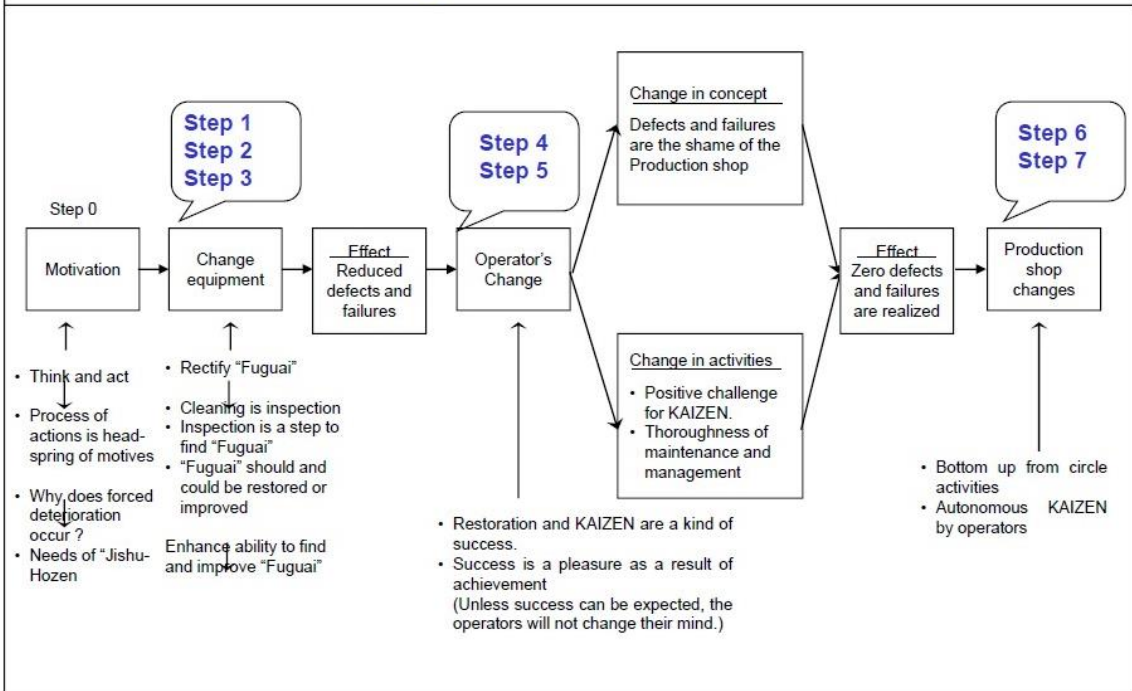 Step 1
Step 2
Step 3
Step 4
Step 5
Step 6
Step 7
Step 0
Motivation
Change
equipment
Effect
Reduced
defects and
failures
Operator's
Change
Change in concept
Defects and failures
are the shame of the
Production shop
Change in activities
• Positive challenge
for KAIZEN.
• Thoroughness of
maintenance and
management
Effect
Zero defects
and failures
are realized
Production
shop
changes
• Think and act
• Process of
actions is head-
spring of motives
• Why does forced
deterioration
occur ?
• Needs of "Jishu-
Hozen
• Rectify "Fuguai"
• Cleaning is inspection
• Inspection is a step to
find "Fuguai"
• "Fuguai" should and
could be restored or
improved
Enhance ability to find
and improve "Fuguai"
• Restoration and KAIZEN are a kind of
success.
• Success is a pleasure as a result of
achievement
(Unless success can be expected, the
operators will not change their mind.)
• Bottom up from circle
activities
• Autonomous KAIZEN
by operators